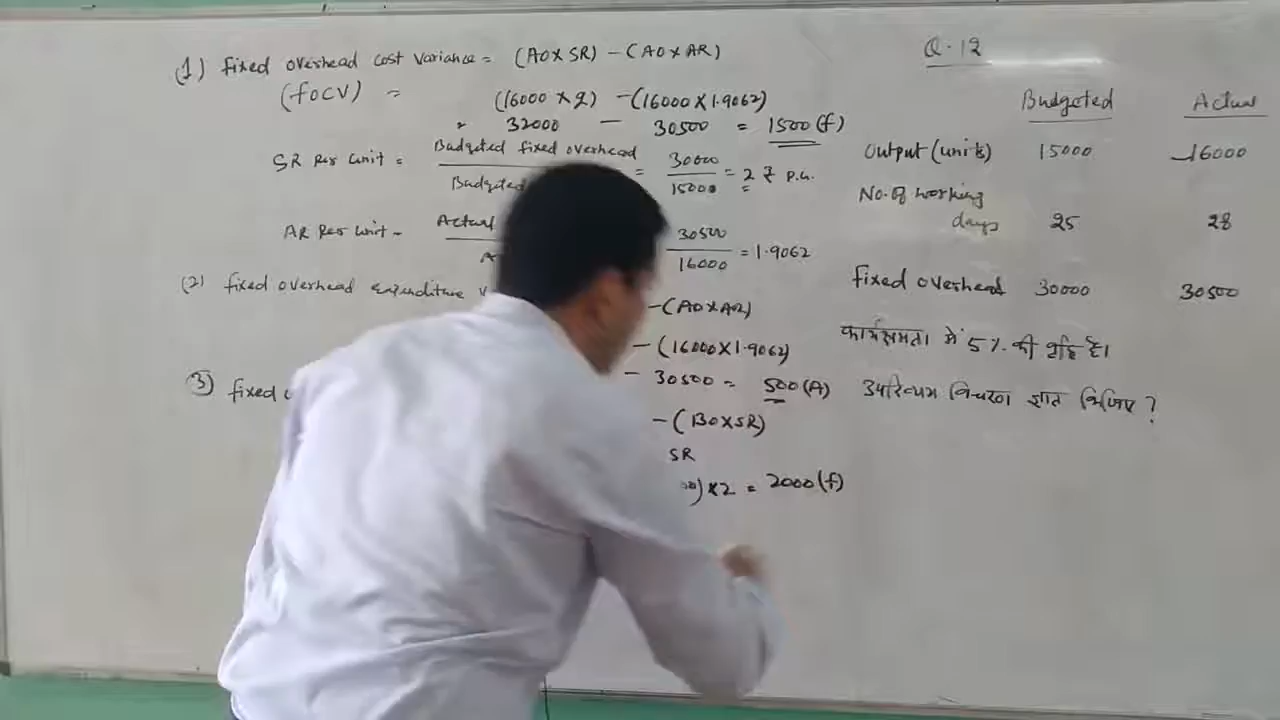 (1) fixed overhead cost variance = (AO×SR) - (AO×AR)
(fOCV) = (16000×2) - (16000×1.9062)
= 32000 - 30500 = 1500(f)
SR Per Unit = Budgeted fixed overhead
Budgeted
= 30000
15000 = 2 ₹ P.u.
AR Per Unit = Actual
30500
16000 = 1.9062
(2) fixed overhead expenditure
- (AO×AR)
- (16000×1.9062)
- 30500 = 500(A)
(3) fixed
- (BO×SR)
SR
)×2 = 2000(f)
Q.12
Budgeted Actual
Output (units) 15000 16000
No. of working
days 25 28
fixed overhead 30000 30500
कार्यक्षमता में 5% की वृद्धि है।
उपरिव्यय विचरण ज्ञात कीजिए ?